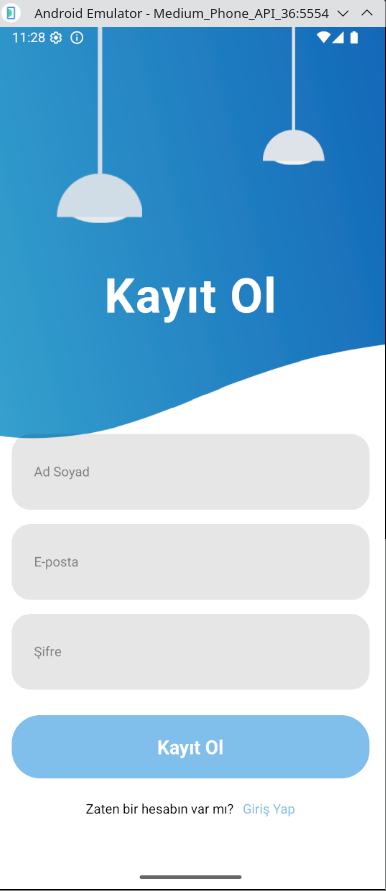 Android Emulator - Medium_Phone_API_36:5554
11:28
Kayıt Ol
Ad Soyad
E-posta
Şifre
Kayıt Ol
Zaten bir hesabın var mı? Giriş Yap